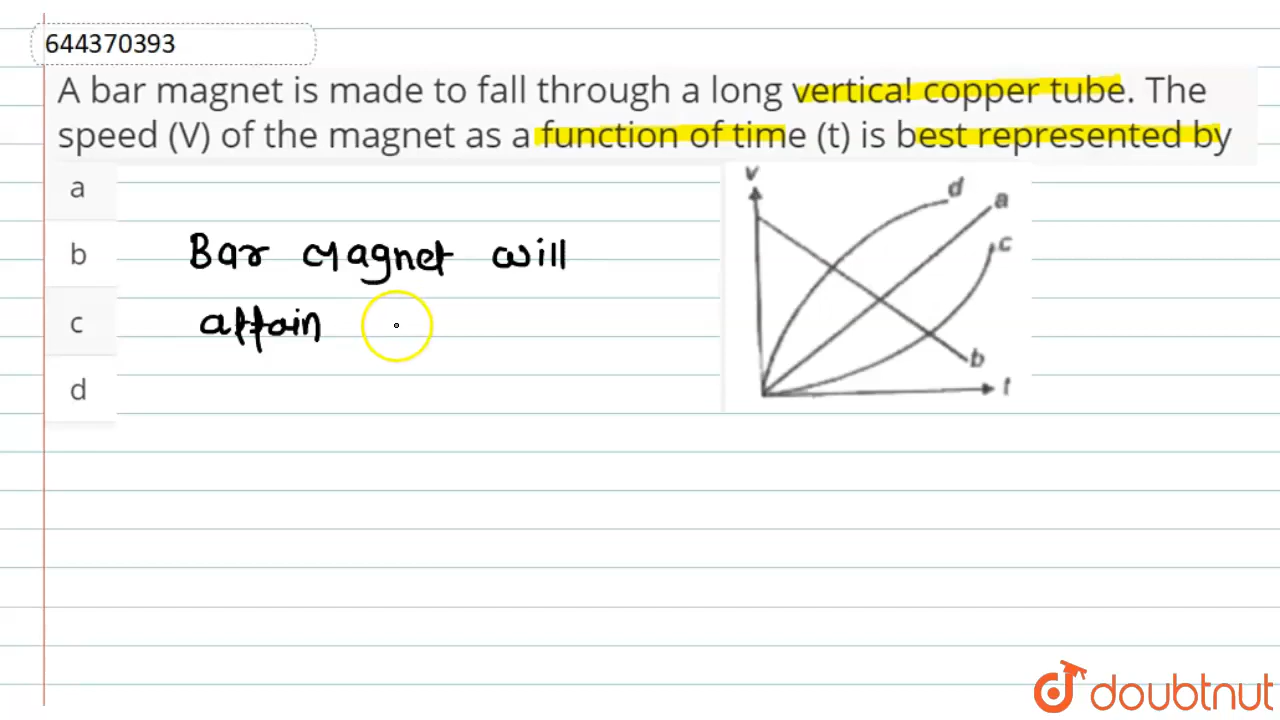 644370393
A bar magnet is made to fall through a long vertica! copper tube. The
speed (V) of the magnet as a function of time (t) is best represented by
a
b
c
d
Bar Magnet will
attain
V
d
a
c
b
t
doubtnut